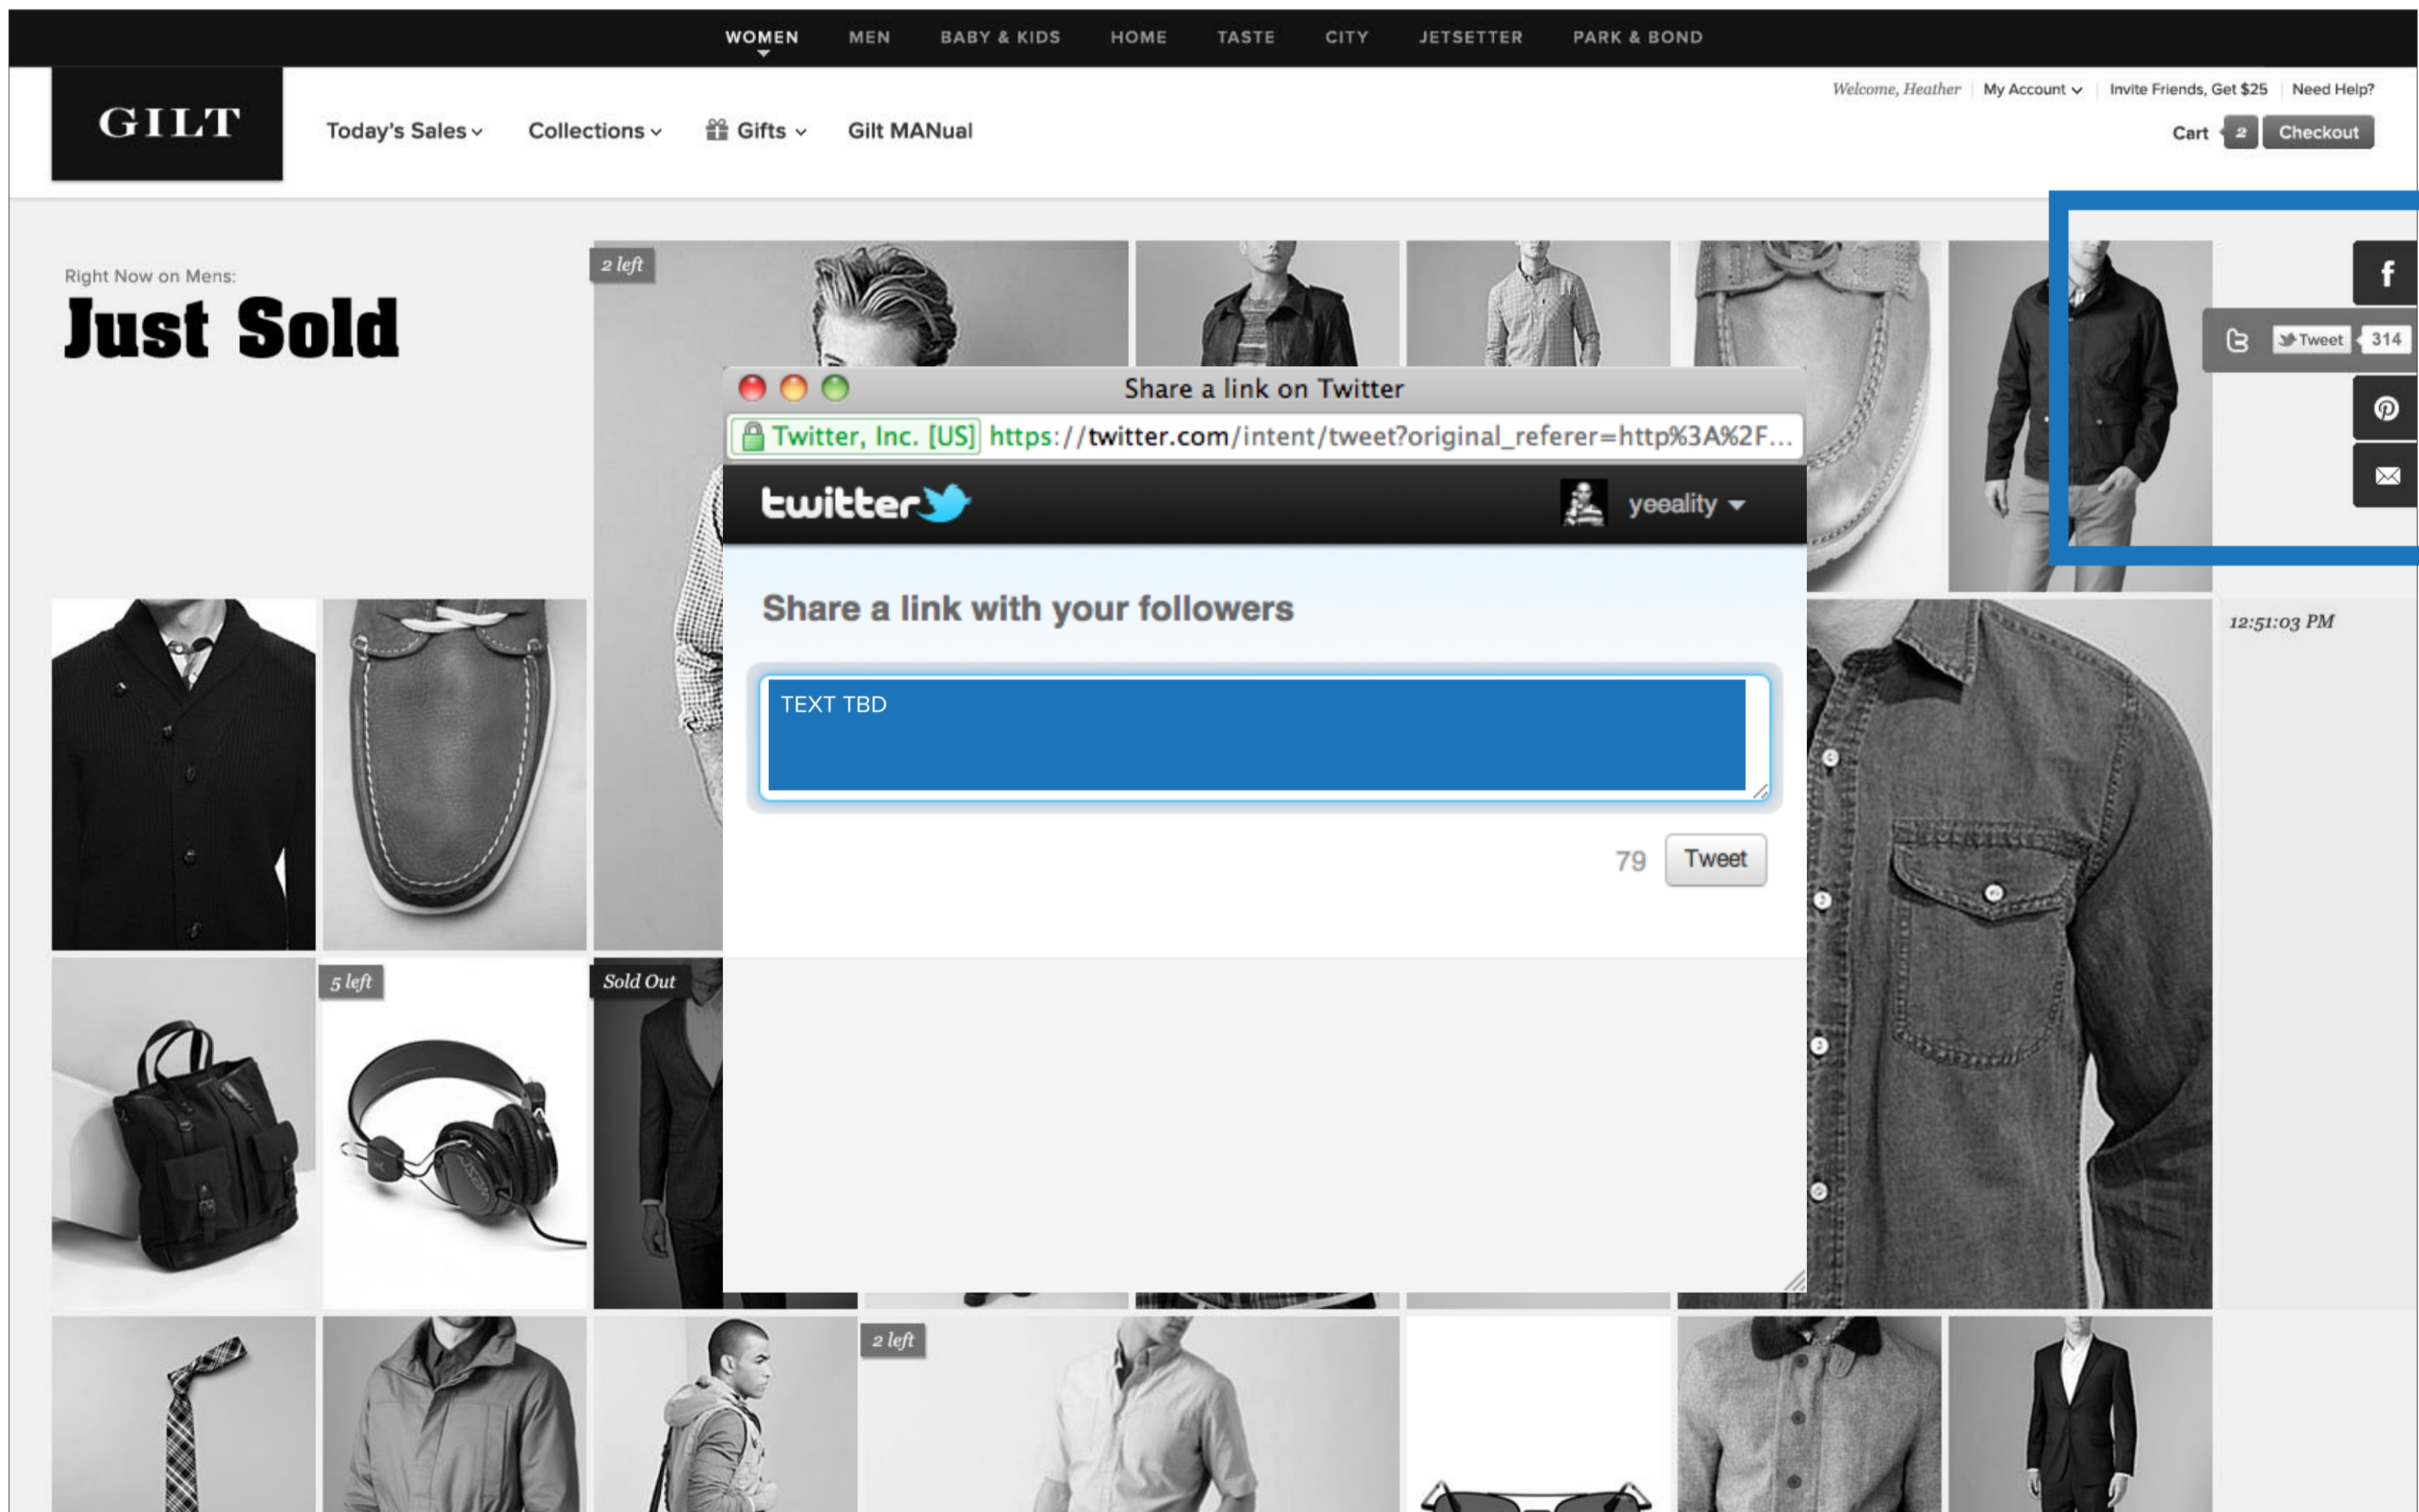 WOMEN MEN BABY & KIDS HOME TASTE CITY JETSETTER PARK & BOND
Welcome, Heather My Account Invite Friends, Get $25 Need Help?
GILT
Today's Sales Collections Gifts Gilt MANual
Cart 2 Checkout
Right Now on Mens:
Just Sold
2 left
f
Tweet 314
Share a link on Twitter
Twitter, Inc. [US] https://twitter.com/intent/tweet?original_referer=http%3A%2F...
twitter yeeality
Share a link with your followers
12:51:03 PM
TEXT TBD
79 Tweet
5 left
Sold Out
2 left